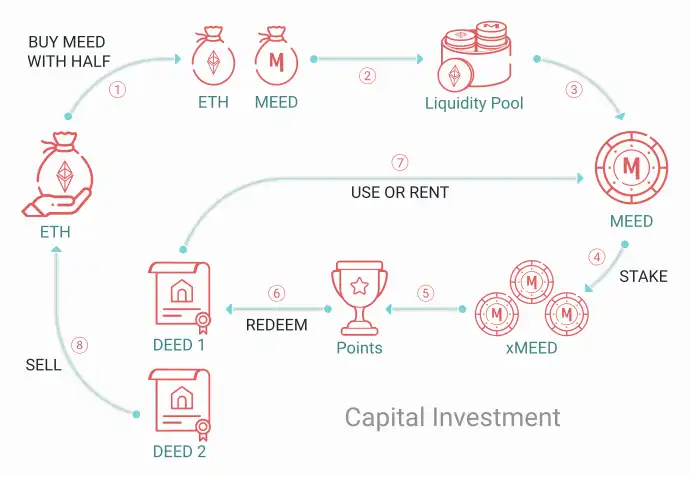 BUY MEED
WITH HALF
1
ETH
M
MEED
2
M
Liquidity Pool
3
ETH
7
USE OR RENT
M
MEED
4
STAKE
M
M
M
xMEED
5
Points
6
REDEEM
DEED 1
8
SELL
DEED 2
Capital Investment